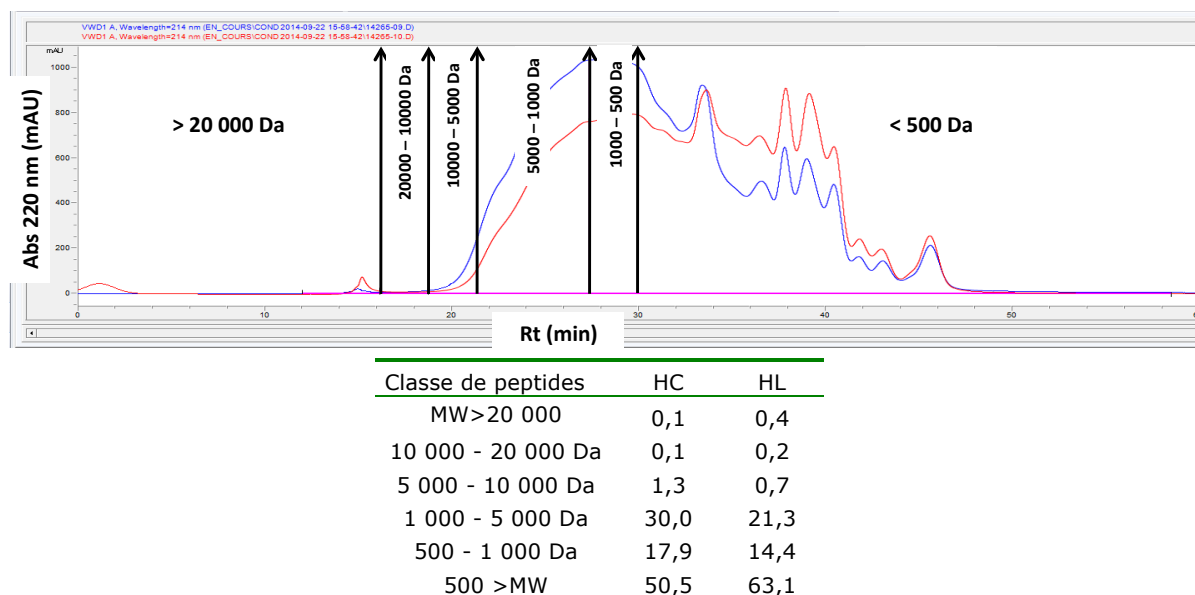 VWD1 A, Wavelength=214 nm (EN_COURS\COND 2014-09-22 15-58-42\14265-09.D)
VWD1 A, Wavelength=214 nm (EN_COURS\COND 2014-09-22 15-58-42\14265-10.D)
mAU
1000
800
600
400
200
0
Abs 220 nm (mAU)
> 20 000 Da
20000 – 10000 Da
10000 – 5000 Da
5000 – 1000 Da
1000 – 500 Da
< 500 Da
0 10 20 30 40 50 60
Rt (min)
Classe de peptides HC HL
MW>20 000 0,1 0,4
10 000 - 20 000 Da 0,1 0,2
5 000 - 10 000 Da 1,3 0,7
1 000 - 5 000 Da 30,0 21,3
500 - 1 000 Da 17,9 14,4
500 >MW 50,5 63,1